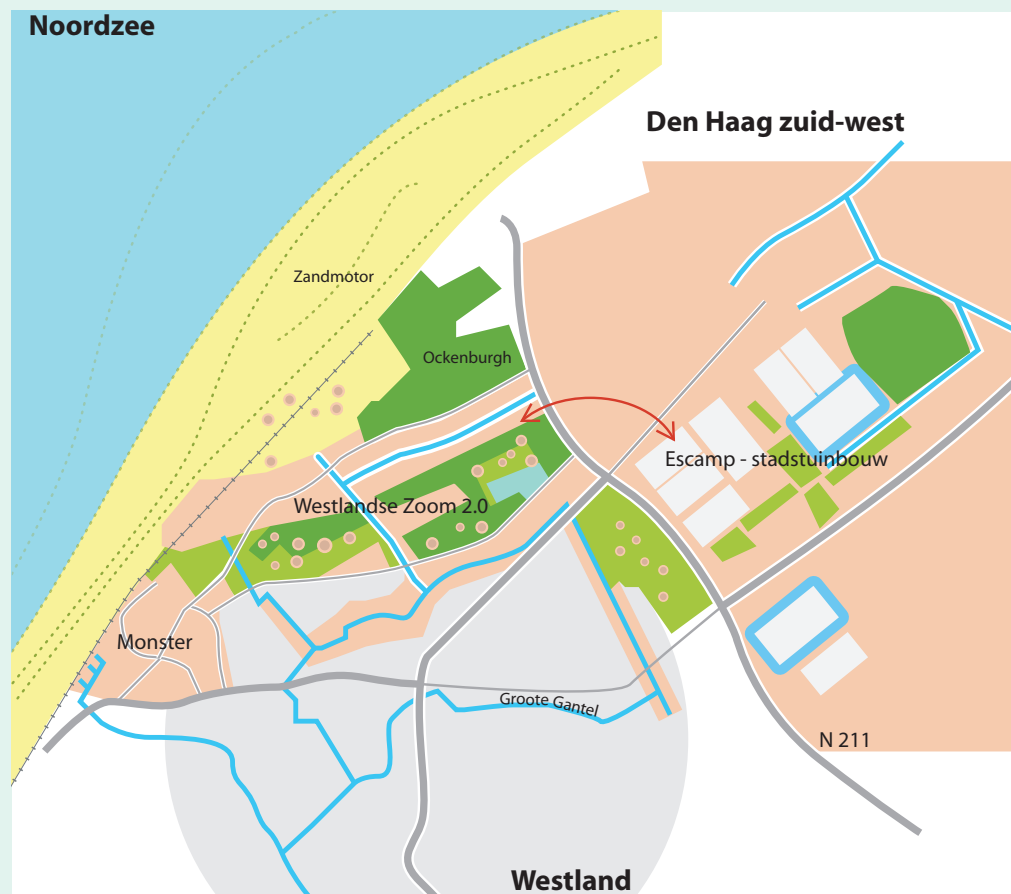 Noordzee
Den Haag zuid-west
Zandmotor
Ockenburgh
Escamp - stadstuinbouw
Westlandse Zoom 2.0
Monster
Groote Gantel
N 211
Westland